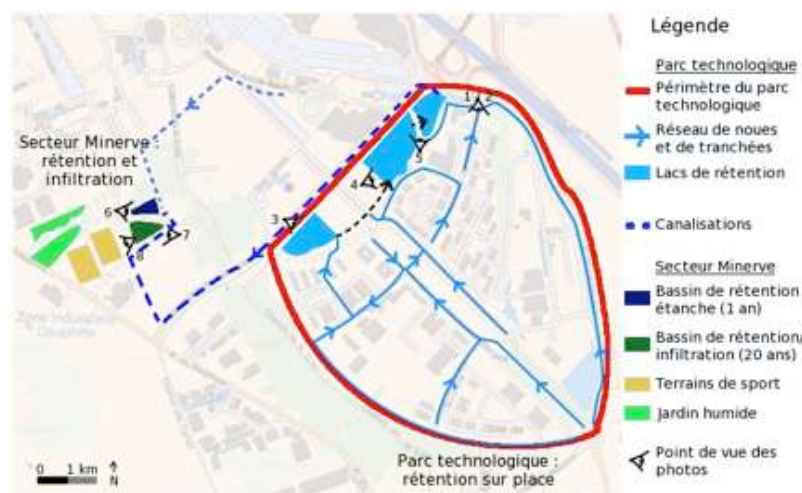 Légende
Parc technologique
Périmètre du parc
technologique
Réseau de noues
et de tranchées
Lacs de rétention
Canalisations
Secteur Minerve
Bassin de rétention
étanche (1 an)
Bassin de rétention/
infiltration (20 ans)
Terrains de sport
Jardin humide
Point de vue des
photos
Secteur Minerve :
rétention et
infiltration
1
2
3
4
5
6
7
8
Zone Industrielle
Parc technologique :
rétention sur place
0 1 km
N